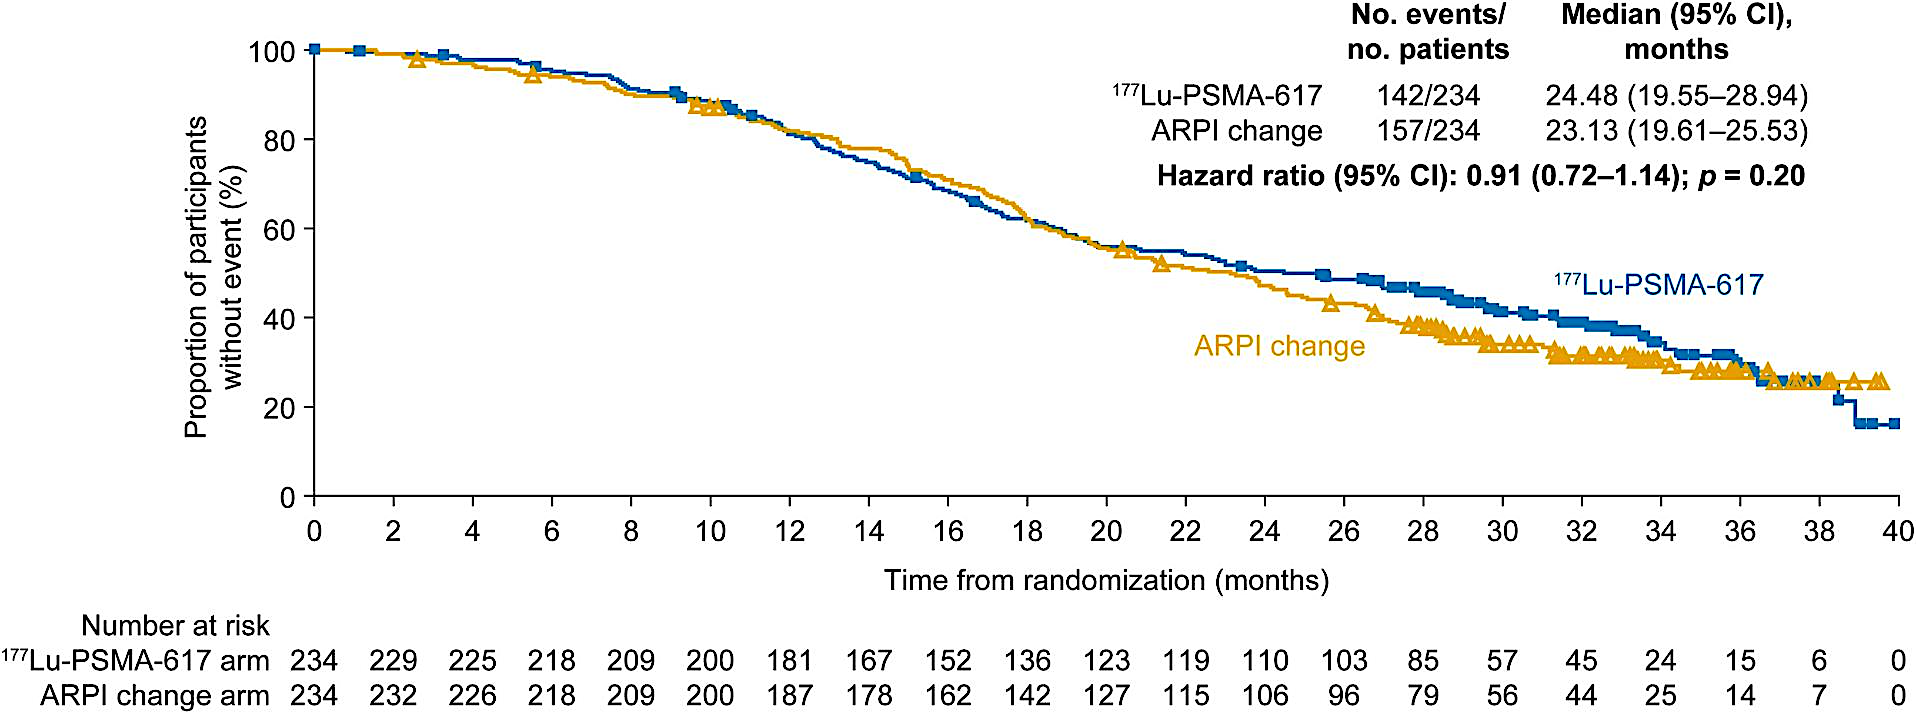 No. events/ Median (95% CI),
no. patients months
¹⁷⁷Lu-PSMA-617 142/234 24.48 (19.55–28.94)
ARPI change 157/234 23.13 (19.61–25.53)
Hazard ratio (95% CI): 0.91 (0.72–1.14); p = 0.20
Proportion of participants
without event (%)
100
80
60
40
20
0
¹⁷⁷Lu-PSMA-617
ARPI change
0 2 4 6 8 10 12 14 16 18 20 22 24 26 28 30 32 34 36 38 40
Time from randomization (months)
Number at risk
¹⁷⁷Lu-PSMA-617 arm 234 229 225 218 209 200 181 167 152 136 123 119 110 103 85 57 45 24 15 6 0
ARPI change arm 234 232 226 218 209 200 187 178 162 142 127 115 106 96 79 56 44 25 14 7 0